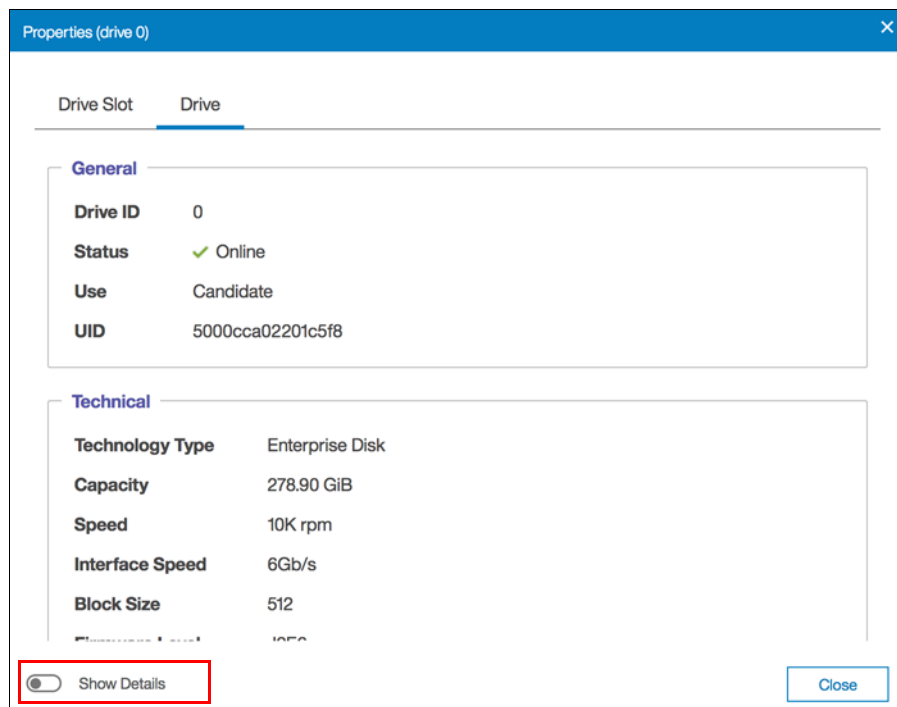 Properties (drive 0)
Drive Slot Drive
General
Drive ID 0
Status Online
Use Candidate
UID 5000cca02201c5f8
Technical
Technology Type Enterprise Disk
Capacity 278.90 GiB
Speed 10K rpm
Interface Speed 6Gb/s
Block Size 512
Show Details
Close